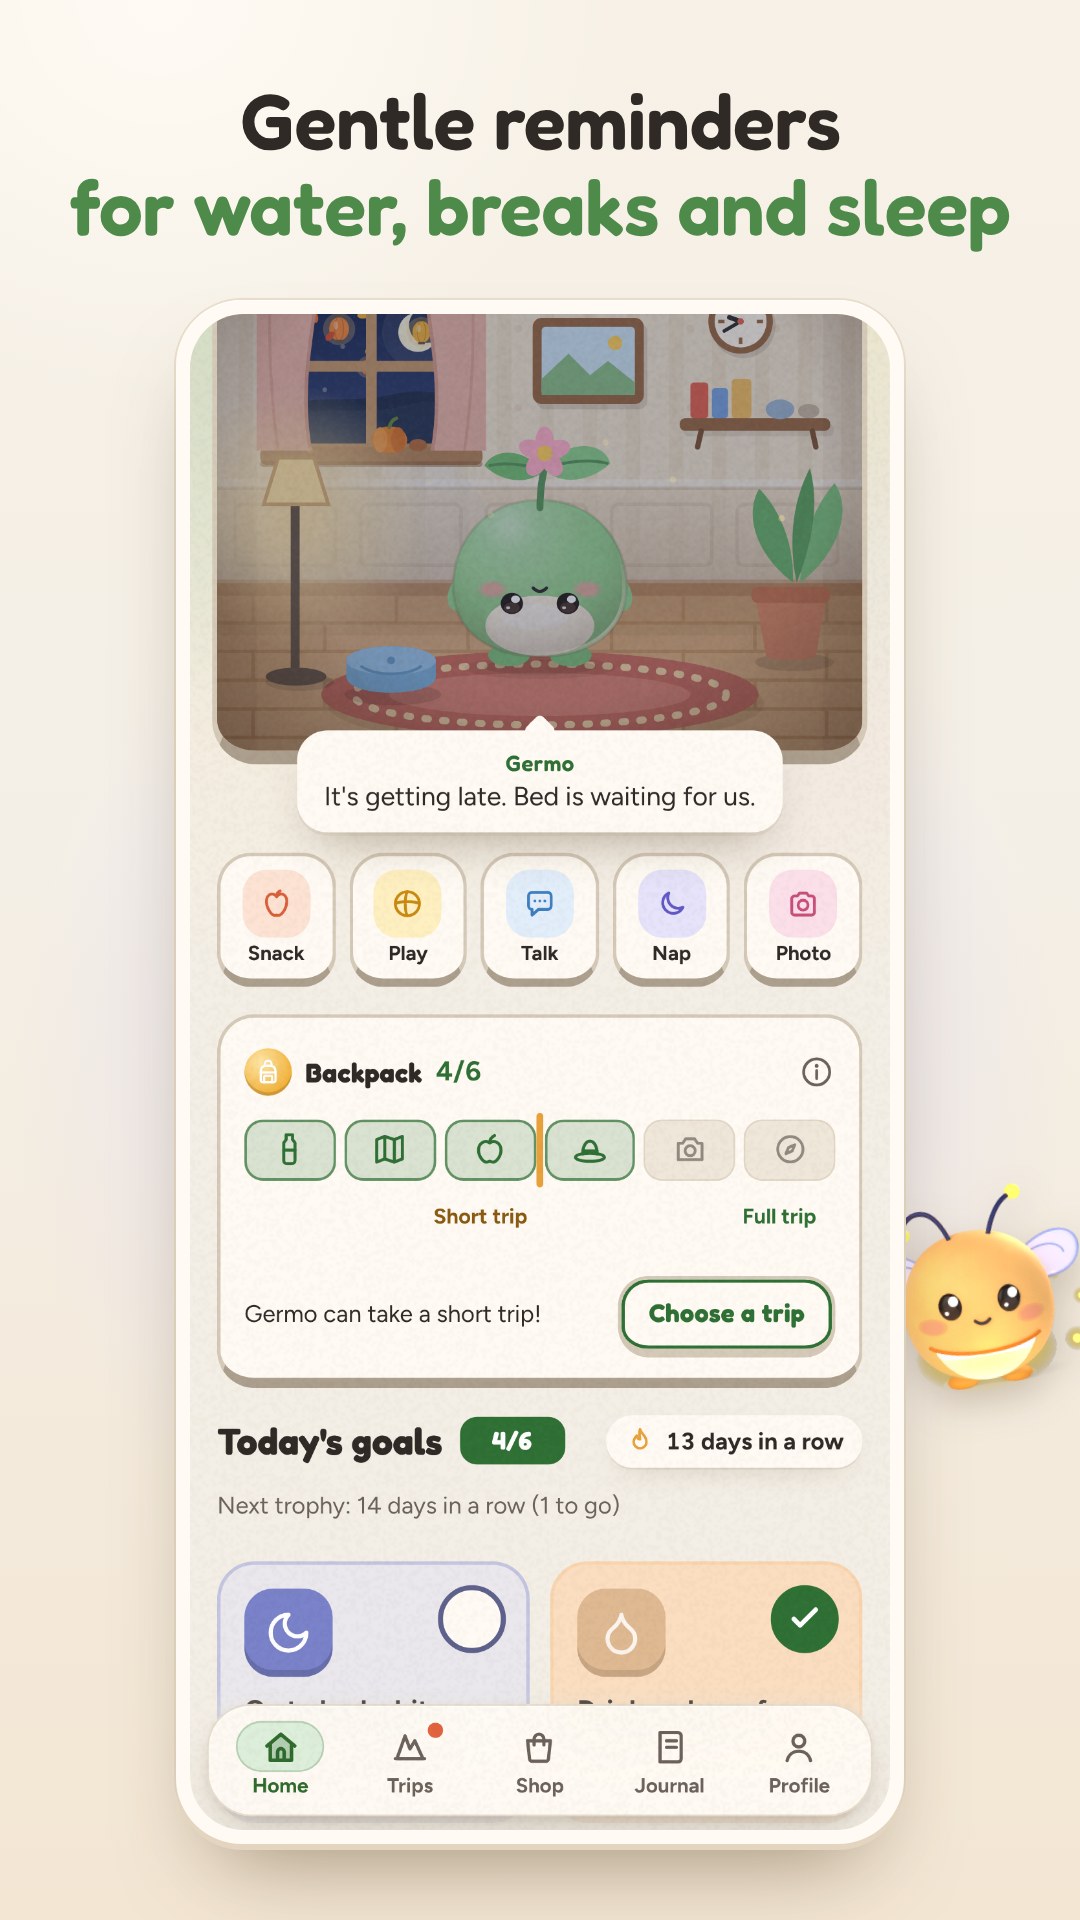 Gentle reminders
for water, breaks and sleep
Germo
It's getting late. Bed is waiting for us.
Snack
Play
Talk
Nap
Photo
Backpack 4/6
Short trip
Full trip
Germo can take a short trip!
Choose a trip
Today's goals
4/6
13 days in a row
Next trophy: 14 days in a row (1 to go)
Home
Trips
Shop
Journal
Profile